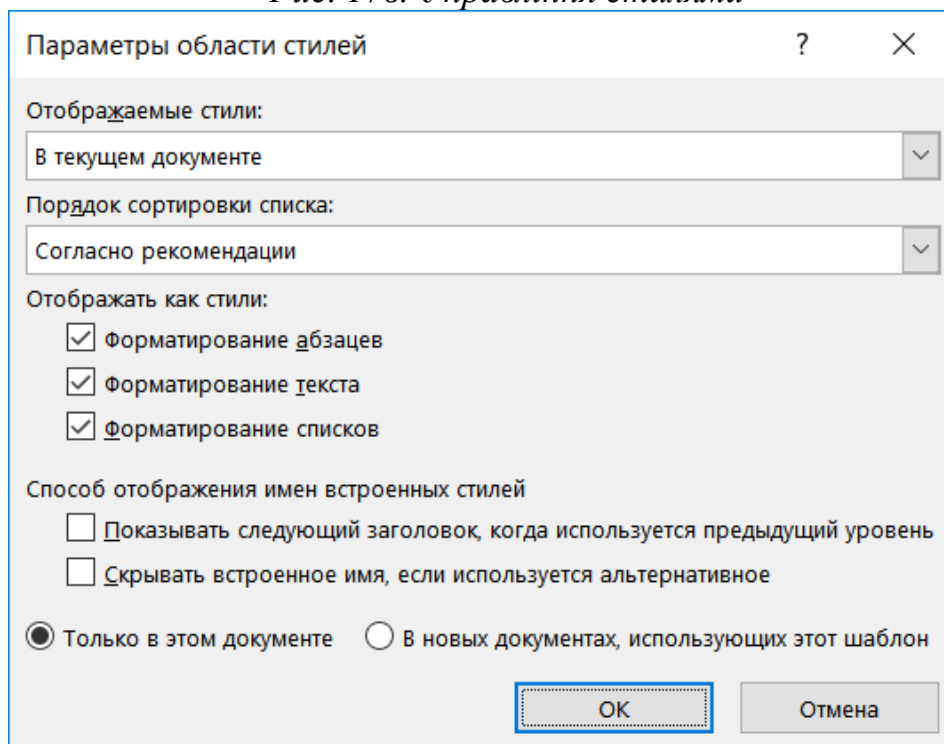 Параметры области стилей
?
Отображаемые стили:
В текущем документе
Порядок сортировки списка:
Согласно рекомендации
Отображать как стили:
Форматирование абзацев
Форматирование текста
Форматирование списков
Способ отображения имен встроенных стилей
Показывать следующий заголовок, когда используется предыдущий уровень
Скрывать встроенное имя, если используется альтернативное
Только в этом документе В новых документах, использующих этот шаблон
ОК Отмена